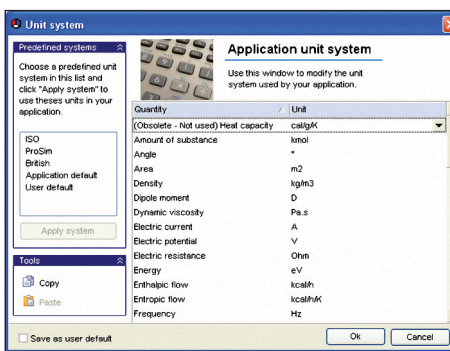 Unit system
Predefined systems
Choose a predefined unit
system in this list and
click "Apply system" to
use theses units in your
application.
ISO
ProSim
British
Application default
User default
Apply system
Tools
Copy
Paste
Application unit system
Use this window to modify the unit
system used by your application.
Quantity Unit
(Obsolete - Not used) Heat capacity cal/g/K
Amount of substance kmol
Angle °
Area m2
Density kg/m3
Dipole moment D
Dynamic viscosity Pa.s
Electric current A
Electric potential V
Electric resistance Ohm
Energy eV
Enthalpic flow kcal/h
Entropic flow kcal/h/K
Frequency Hz
Save as user default
Ok
Cancel